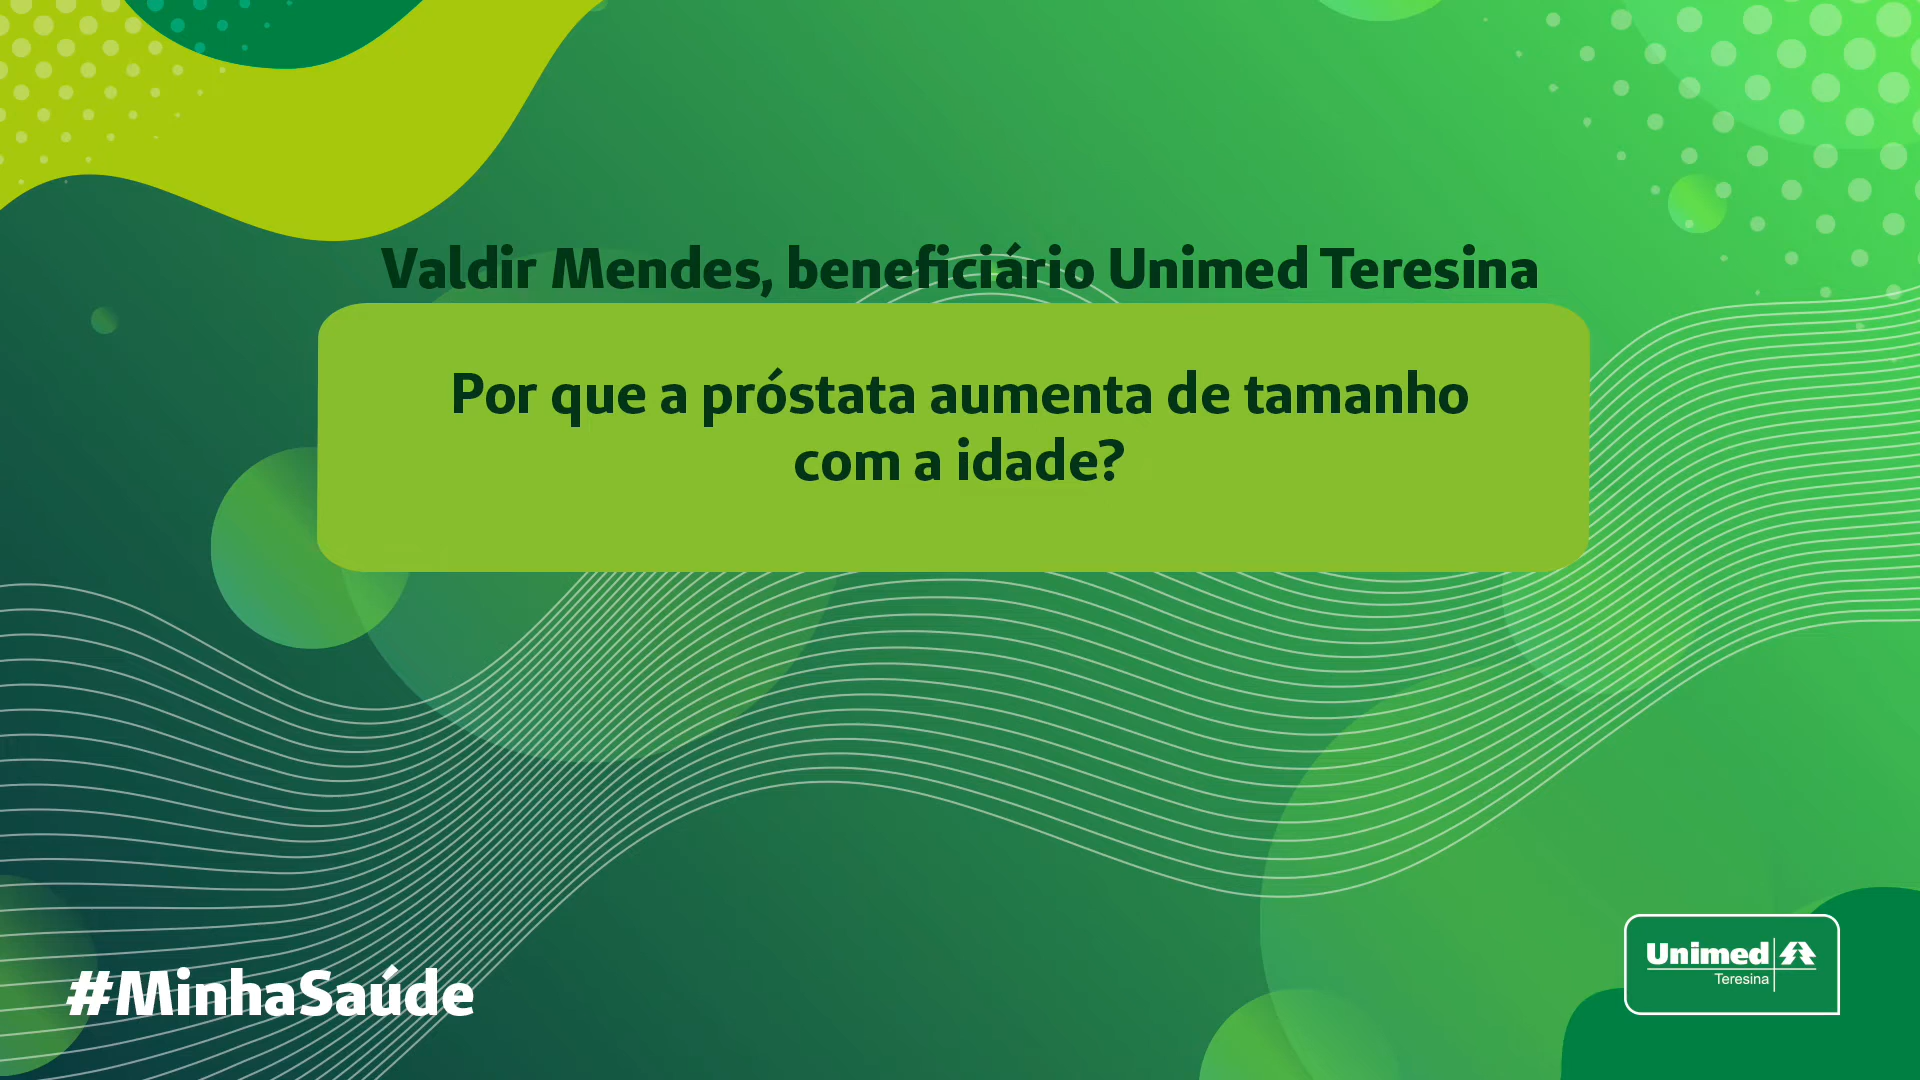 Valdir Mendes, beneficiário Unimed Teresina
Por que a próstata aumenta de tamanho
com a idade?
#MinhaSaúde
Unimed
Teresina